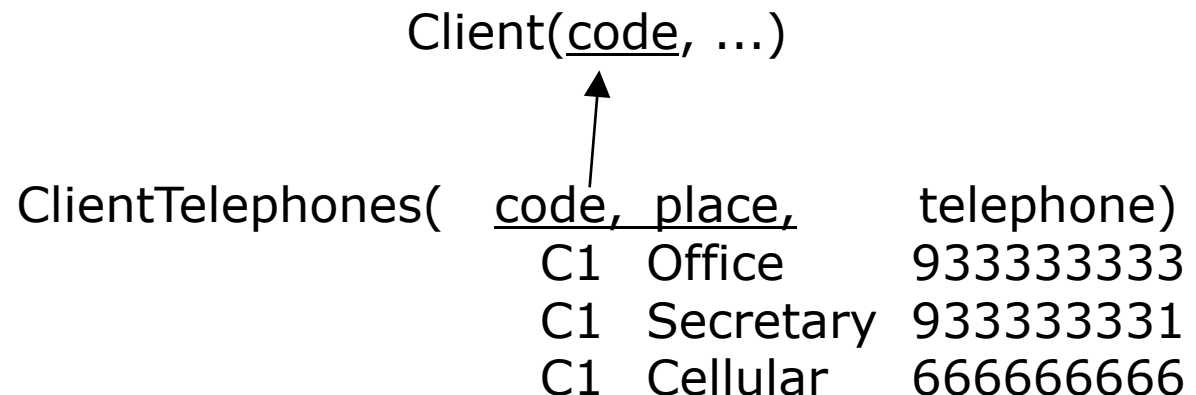 Client(code, ...)
ClientTelephones( code, place, telephone)
C1 Office 933333333
C1 Secretary 933333331
C1 Cellular 666666666